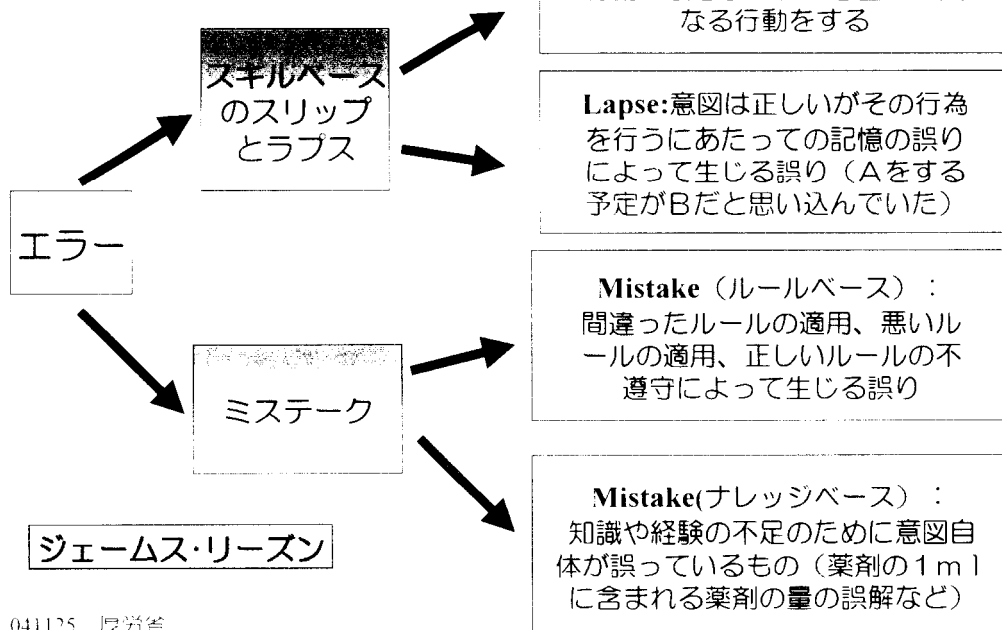 なる行動をする
スキルベース
のスリップ
とラプス
Lapse:意図は正しいがその行為
を行うにあたっての記憶の誤り
によって生じる誤り（Aをする
予定がBだと思い込んでいた）
エラー
Mistake（ルールベース）：
間違ったルールの適用、悪いル
ールの適用、正しいルールの不
遵守によって生じる誤り
ミステーク
Mistake(ナレッジベース）：
知識や経験の不足のために意図自
体が誤っているもの（薬剤の1ml
に含まれる薬剤の量の誤解など）
ジェームス・リーズン
041125 厚労省